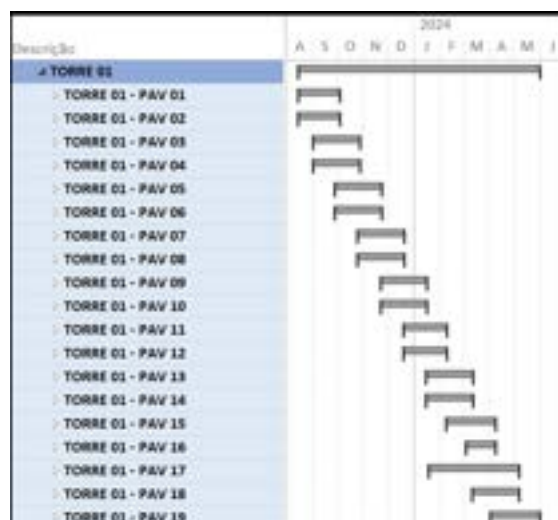 2024
Descrição
A S O N D J F M A M J
TORRE 01
TORRE 01 - PAV 01
TORRE 01 - PAV 02
TORRE 01 - PAV 03
TORRE 01 - PAV 04
TORRE 01 - PAV 05
TORRE 01 - PAV 06
TORRE 01 - PAV 07
TORRE 01 - PAV 08
TORRE 01 - PAV 09
TORRE 01 - PAV 10
TORRE 01 - PAV 11
TORRE 01 - PAV 12
TORRE 01 - PAV 13
TORRE 01 - PAV 14
TORRE 01 - PAV 15
TORRE 01 - PAV 16
TORRE 01 - PAV 17
TORRE 01 - PAV 18
TORRE 01 - PAV 19